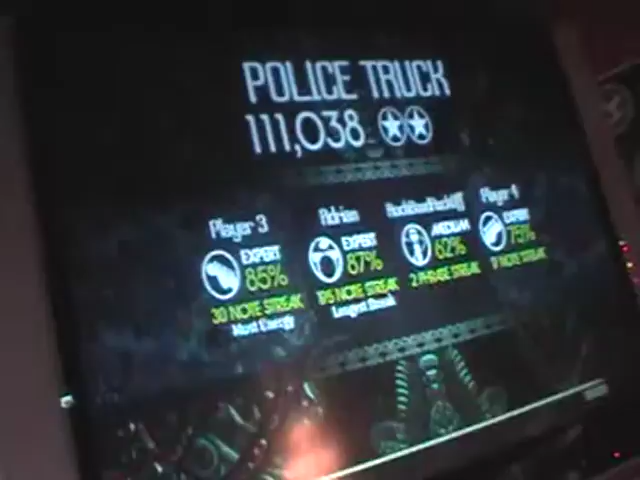 POLICE TRUCK
111,038
Player 3 Adrian Player 4
EXPERT EXPERT MEDIUM EXPERT
85% 87% 62% 75%
30 NOTE STREAK 195 NOTE STREAK 2 PHRASE STREAK NOTE STREAK
Most Energy Longest Streak